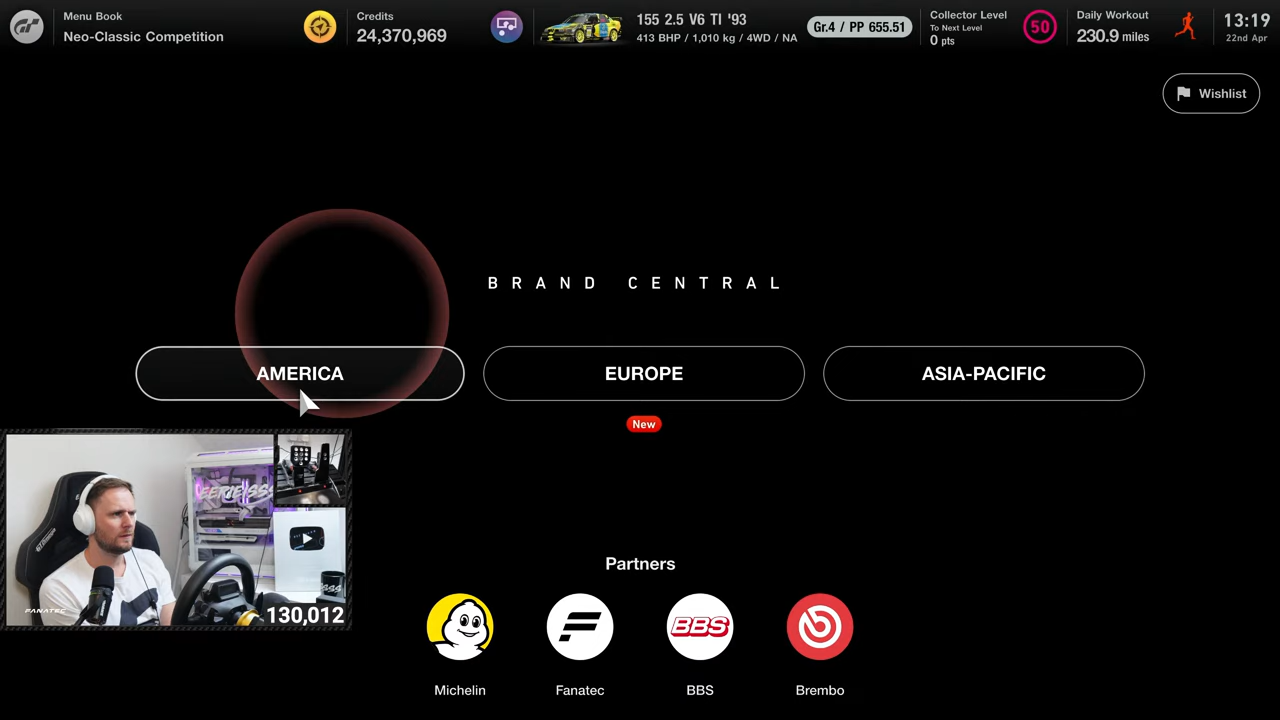 Menu Book
Neo-Classic Competition
Credits
24,370,969
155 2.5 V6 TI '93
413 BHP / 1,010 kg / 4WD / NA
Gr.4 / PP 655.51
Collector Level
To Next Level
0 pts
50
Daily Workout
230.9 miles
13:19
22nd Apr
Wishlist
BRAND CENTRAL
AMERICA
EUROPE
ASIA-PACIFIC
New
FANATEC
130,012
Partners
BBS
Michelin
Fanatec
BBS
Brembo